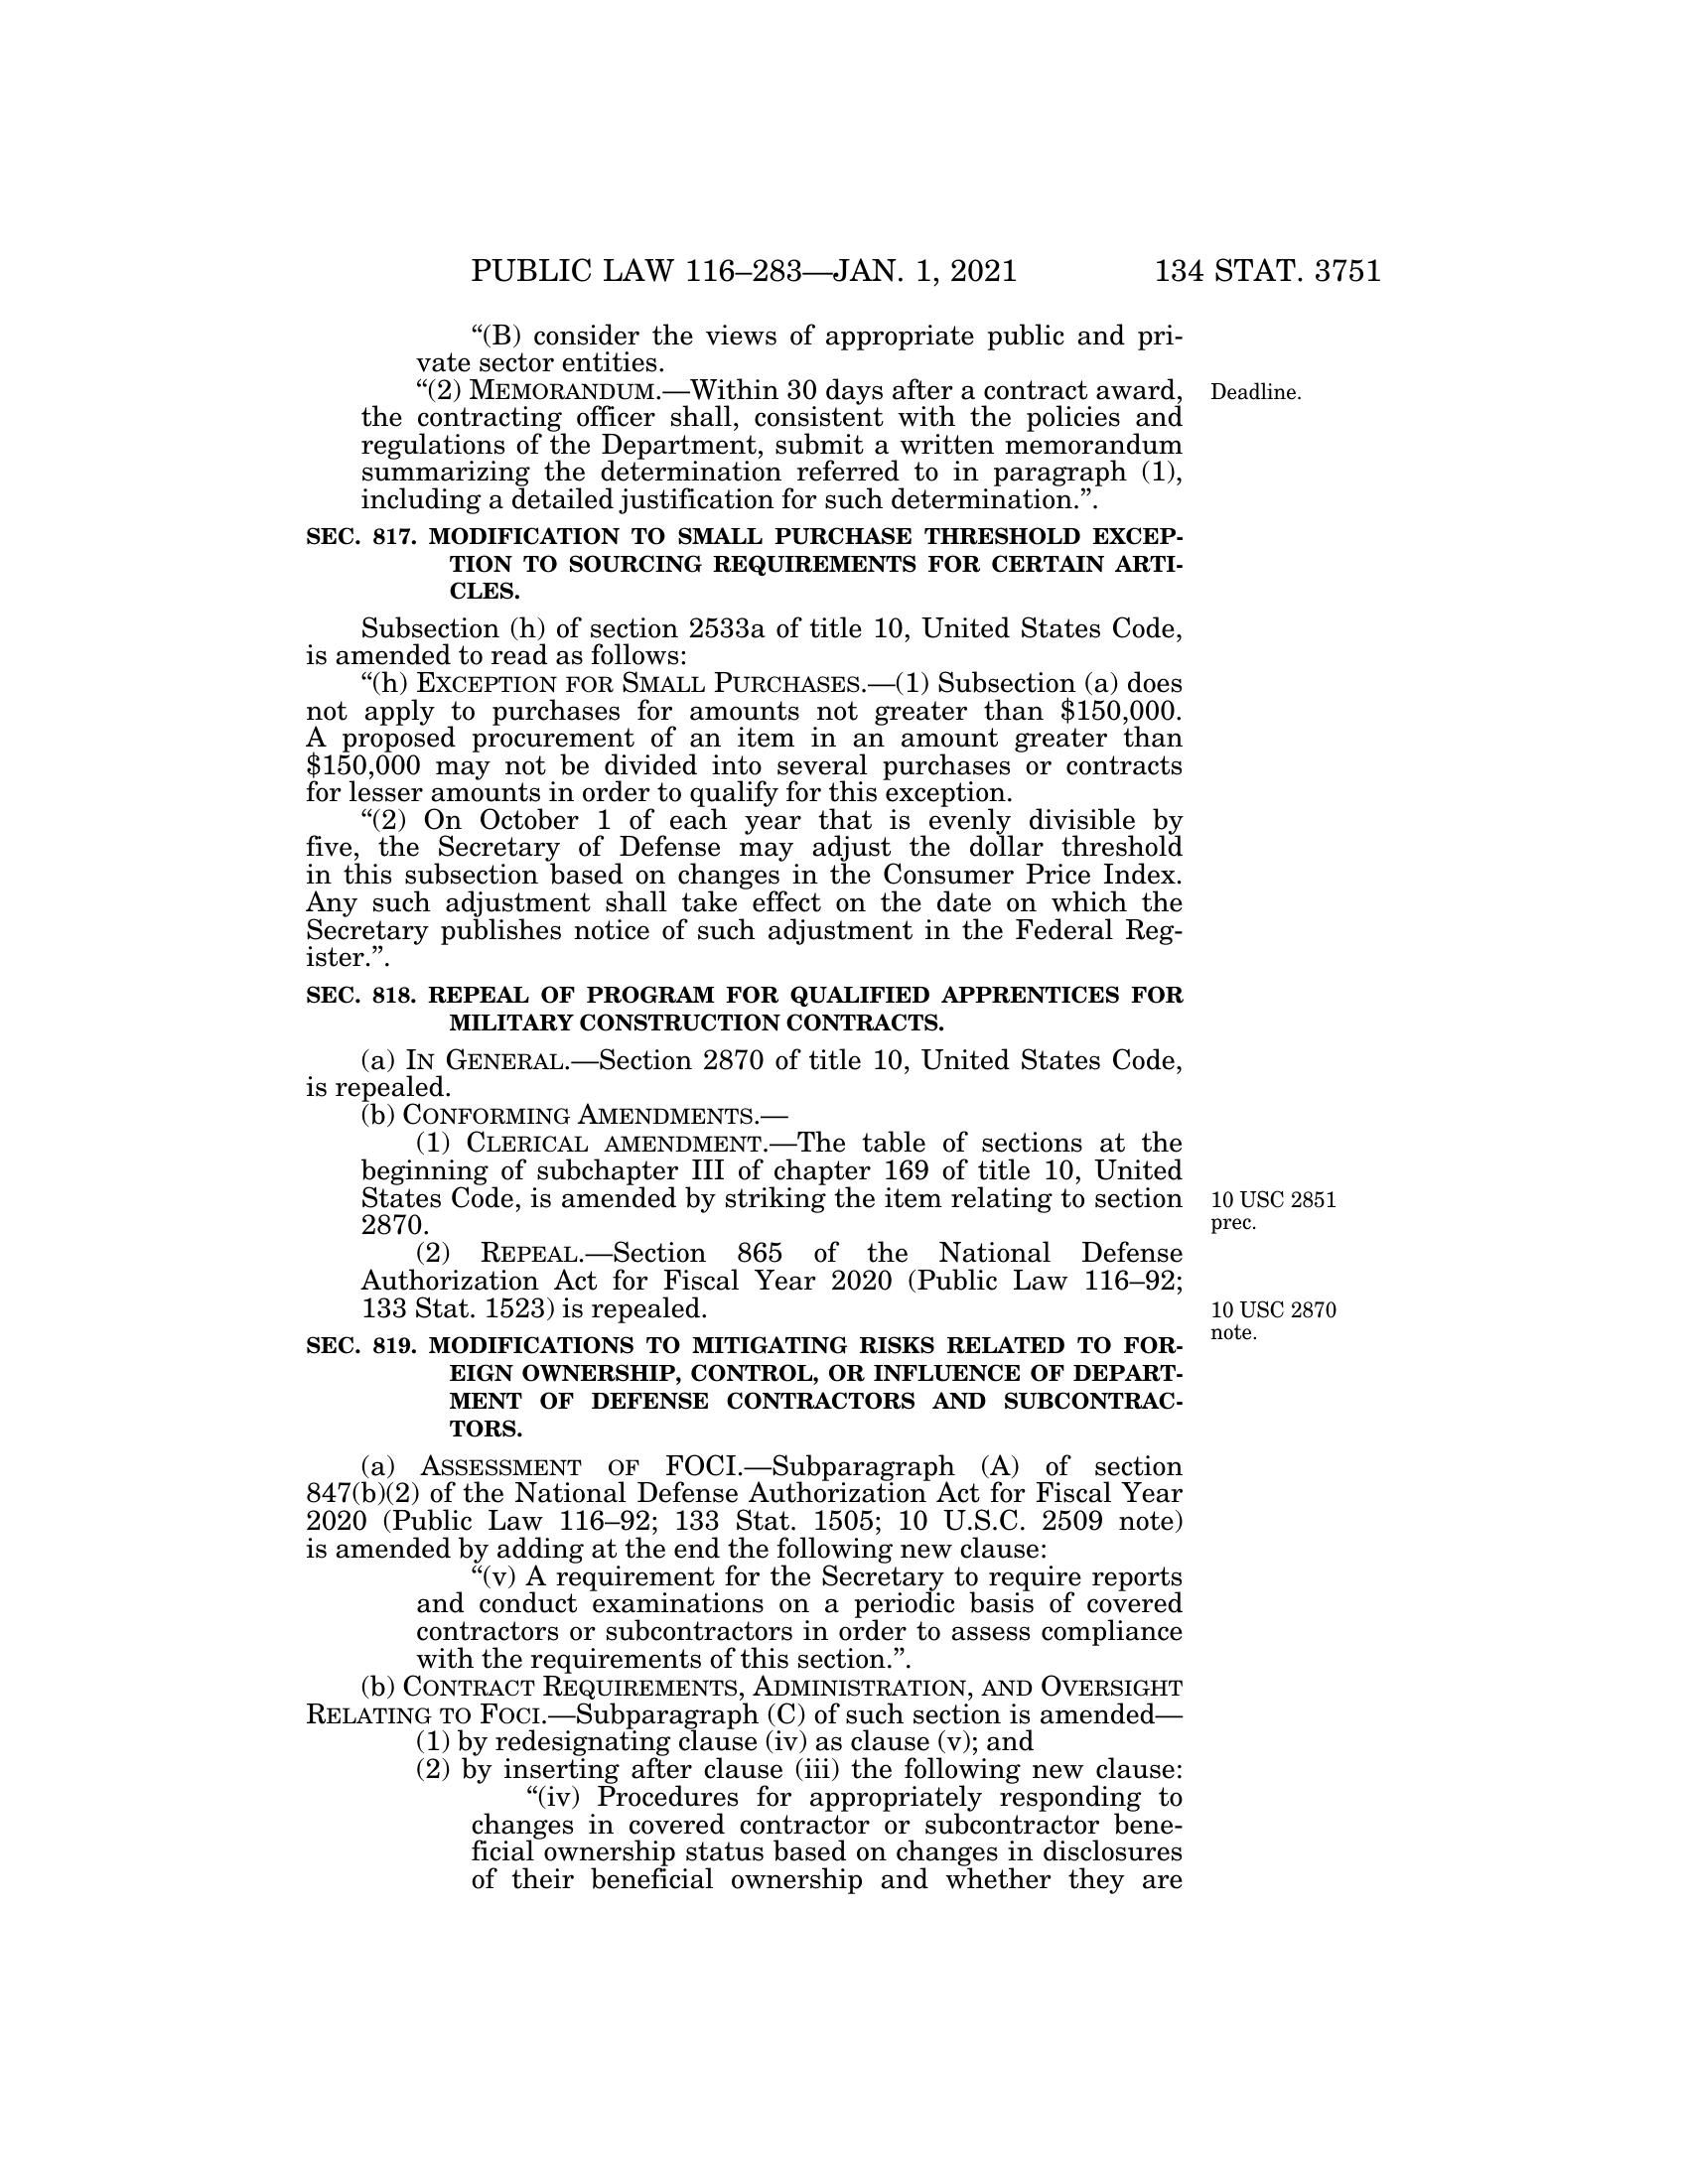 PUBLIC LAW 116–283—JAN. 1, 2021
134 STAT. 3751
“(B) consider the views of appropriate public and pri-
vate sector entities.
“(2) MEMORANDUM.—Within 30 days after a contract award,
Deadline.
the contracting officer shall, consistent with the policies and
regulations of the Department, submit a written memorandum
summarizing the determination referred to in paragraph (1),
including a detailed justification for such determination.”.
SEC. 817. MODIFICATION TO SMALL PURCHASE THRESHOLD EXCEP-
TION TO SOURCING REQUIREMENTS FOR CERTAIN ARTI-
CLES.
Subsection (h) of section 2533a of title 10, United States Code,
is amended to read as follows:
“(h) EXCEPTION FOR SMALL PURCHASES.—(1) Subsection (a) does
not apply to purchases for amounts not greater than $150,000.
A proposed procurement of an item in an amount greater than
$150,000 may not be divided into several purchases or contracts
for lesser amounts in order to qualify for this exception.
“(2) On October 1 of each year that is evenly divisible by
five, the Secretary of Defense may adjust the dollar threshold
in this subsection based on changes in the Consumer Price Index.
Any such adjustment shall take effect on the date on which the
Secretary publishes notice of such adjustment in the Federal Reg-
ister.”.
SEC. 818. REPEAL OF PROGRAM FOR QUALIFIED APPRENTICES FOR
MILITARY CONSTRUCTION CONTRACTS.
(a) IN GENERAL.—Section 2870 of title 10, United States Code,
is repealed.
(b) CONFORMING AMENDMENTS.—
(1) CLERICAL AMENDMENT.—The table of sections at the
beginning of subchapter III of chapter 169 of title 10, United
States Code, is amended by striking the item relating to section
2870.
10 USC 2851
prec.
(2) REPEAL.—Section 865 of the National Defense
Authorization Act for Fiscal Year 2020 (Public Law 116–92;
133 Stat. 1523) is repealed.
10 USC 2870
note.
SEC. 819. MODIFICATIONS TO MITIGATING RISKS RELATED TO FOR-
EIGN OWNERSHIP, CONTROL, OR INFLUENCE OF DEPART-
MENT OF DEFENSE CONTRACTORS AND SUBCONTRAC-
TORS.
(a) ASSESSMENT OF FOCI.—Subparagraph (A) of section
847(b)(2) of the National Defense Authorization Act for Fiscal Year
2020 (Public Law 116–92; 133 Stat. 1505; 10 U.S.C. 2509 note)
is amended by adding at the end the following new clause:
“(v) A requirement for the Secretary to require reports
and conduct examinations on a periodic basis of covered
contractors or subcontractors in order to assess compliance
with the requirements of this section.”.
(b) CONTRACT REQUIREMENTS, ADMINISTRATION, AND OVERSIGHT
RELATING TO FOCI.—Subparagraph (C) of such section is amended—
(1) by redesignating clause (iv) as clause (v); and
(2) by inserting after clause (iii) the following new clause:
“(iv) Procedures for appropriately responding to
changes in covered contractor or subcontractor bene-
ficial ownership status based on changes in disclosures
of their beneficial ownership and whether they are